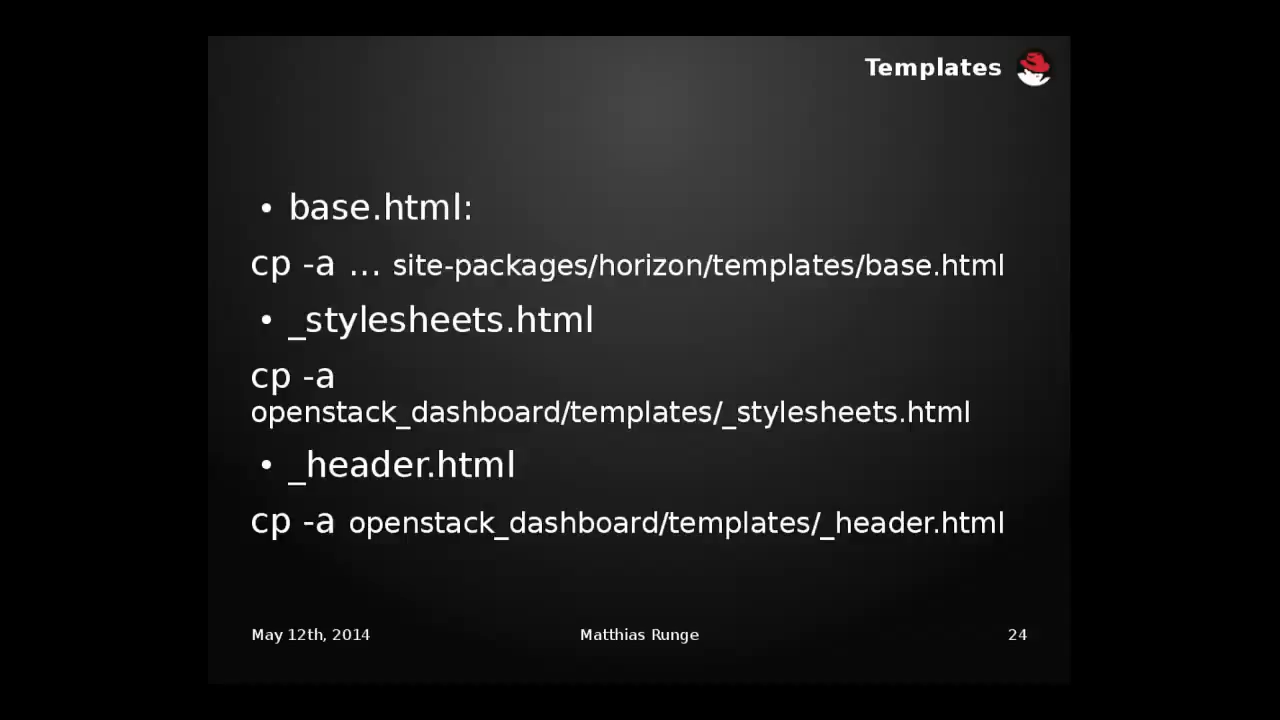 Templates
• base.html:
cp -a … site-packages/horizon/templates/base.html
• _stylesheets.html
cp -a
openstack_dashboard/templates/_stylesheets.html
• _header.html
cp -a openstack_dashboard/templates/_header.html
May 12th, 2014 Matthias Runge 24